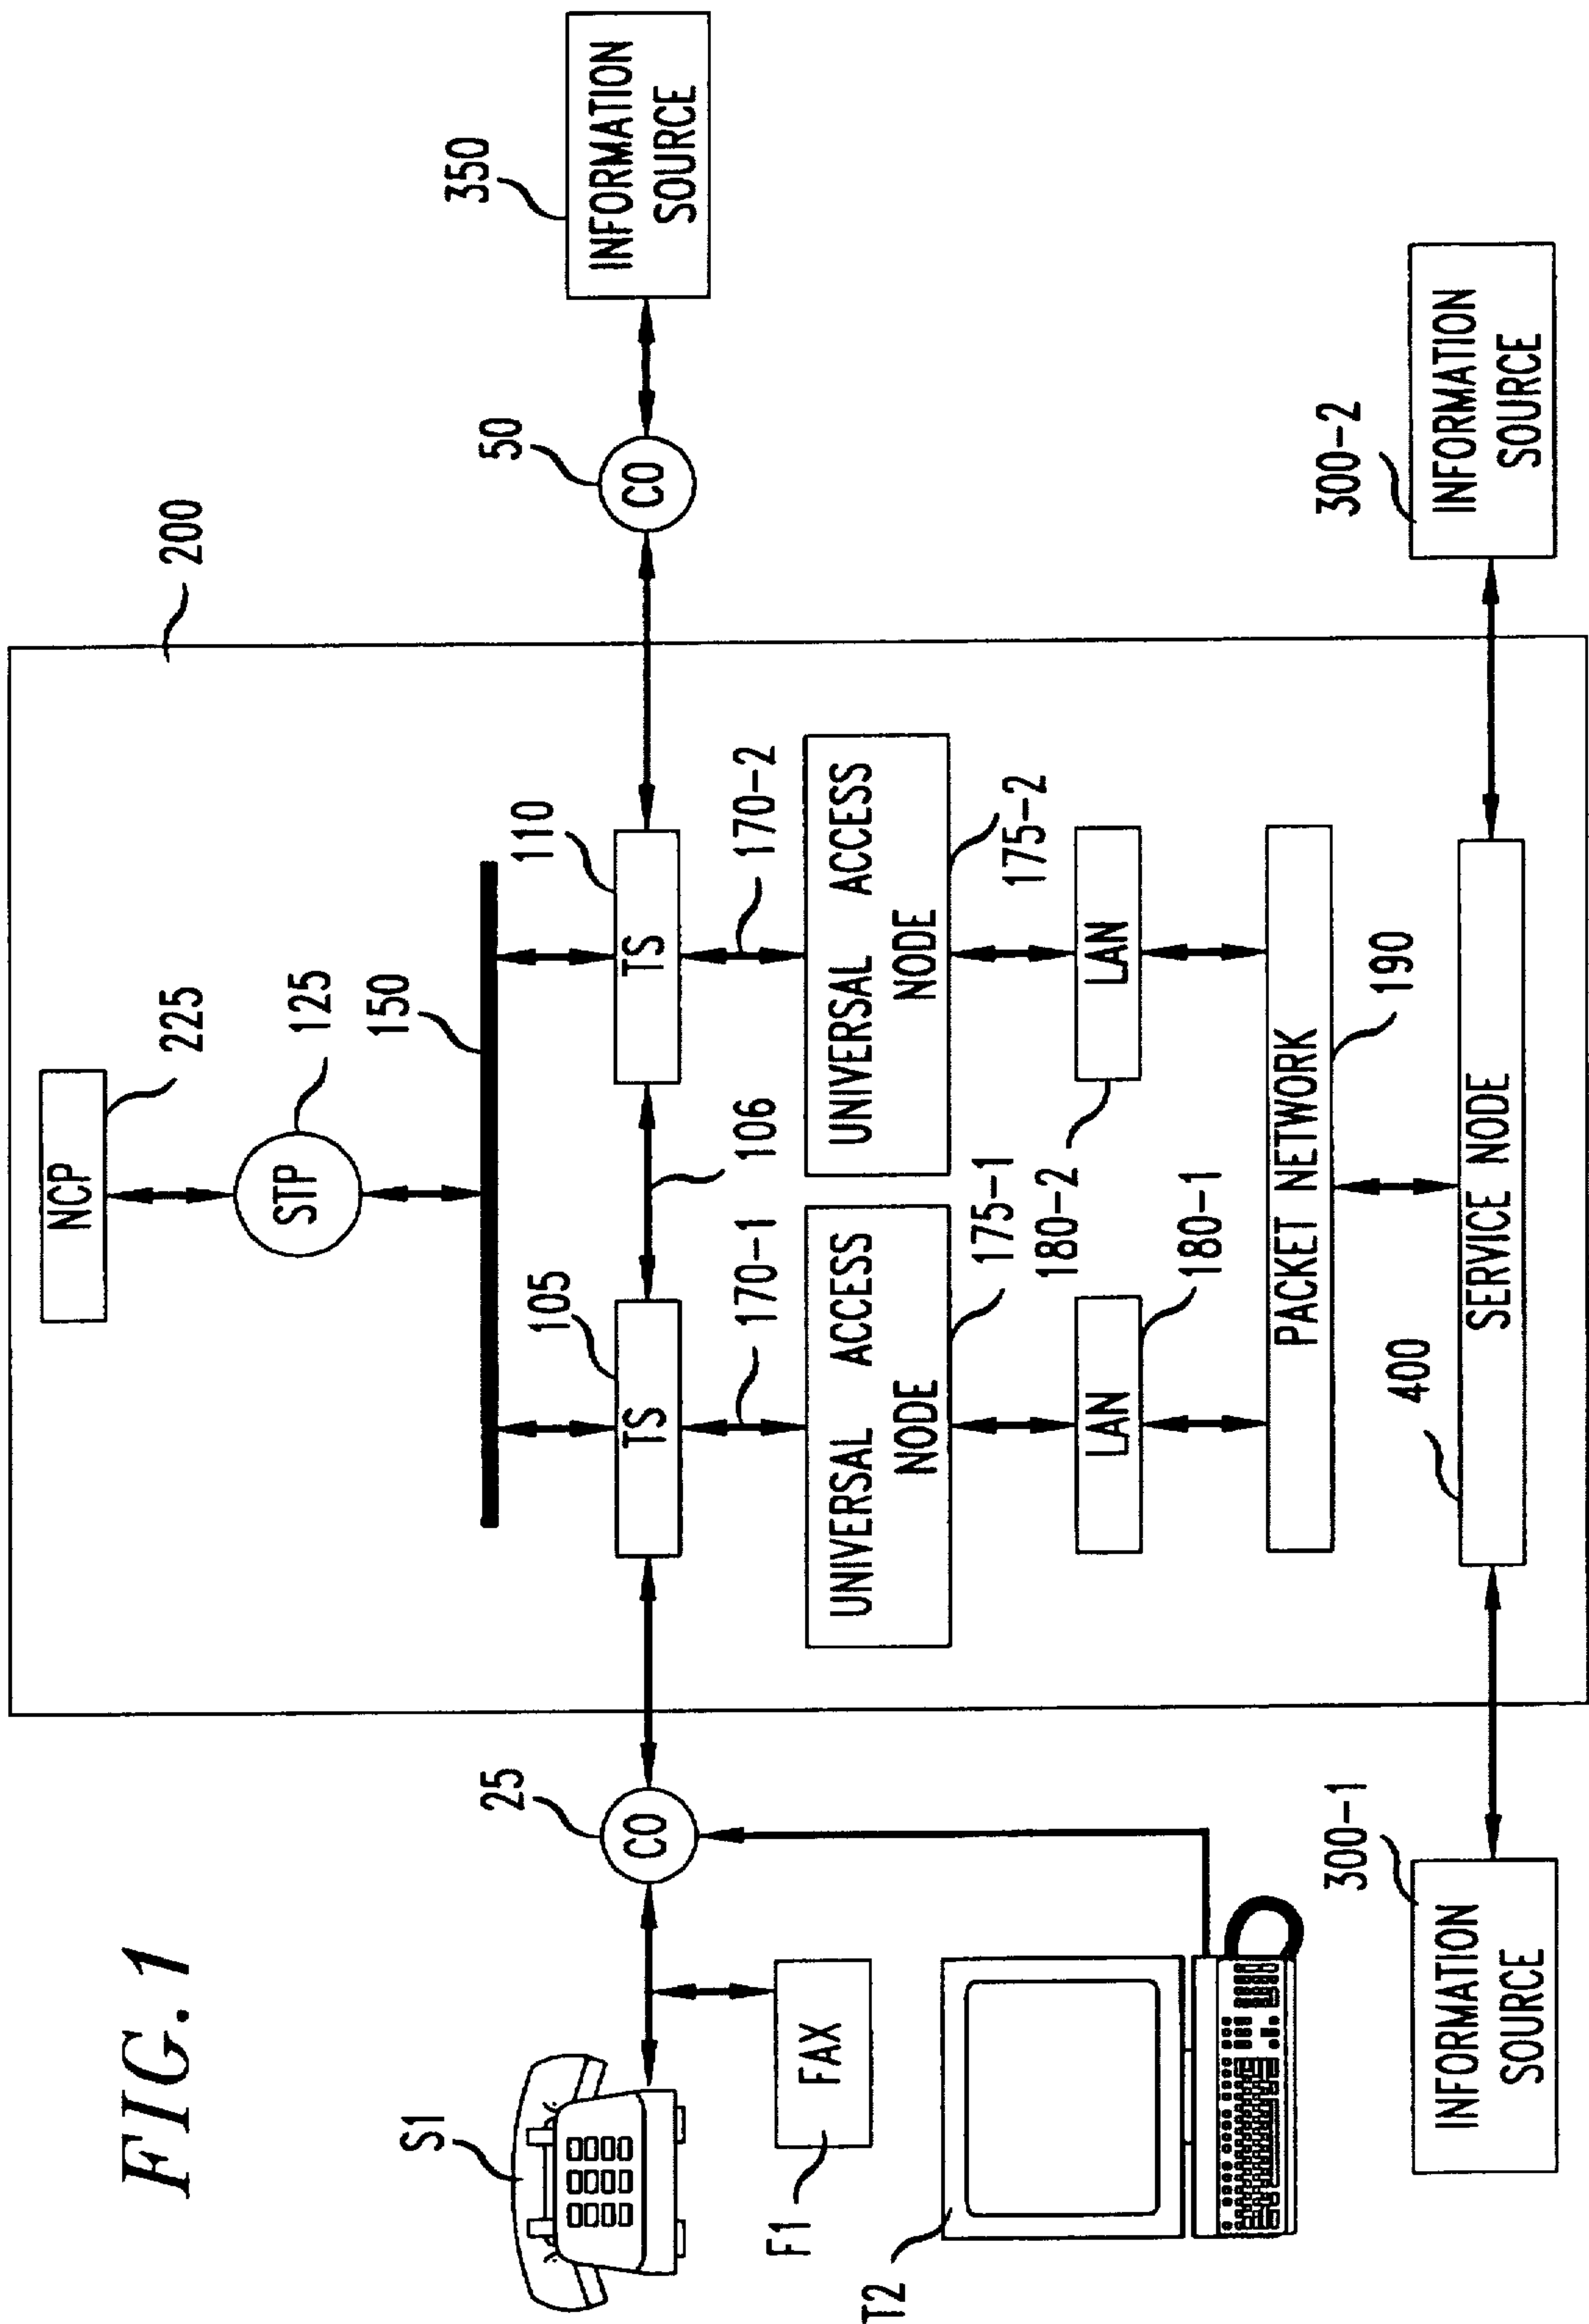 FIG.1
200
NCP
225
STP
125
150
S1
25
CO
105
TS
106
110
TS
50
CO
350
INFORMATION
SOURCE
170-1
170-2
F1
FAX
UNIVERSAL ACCESS
NODE
175-1
UNIVERSAL ACCESS
NODE
175-2
T2
LAN
180-1
180-2
LAN
PACKET NETWORK
190
300-1
INFORMATION
SOURCE
400
SERVICE NODE
300-2
INFORMATION
SOURCE